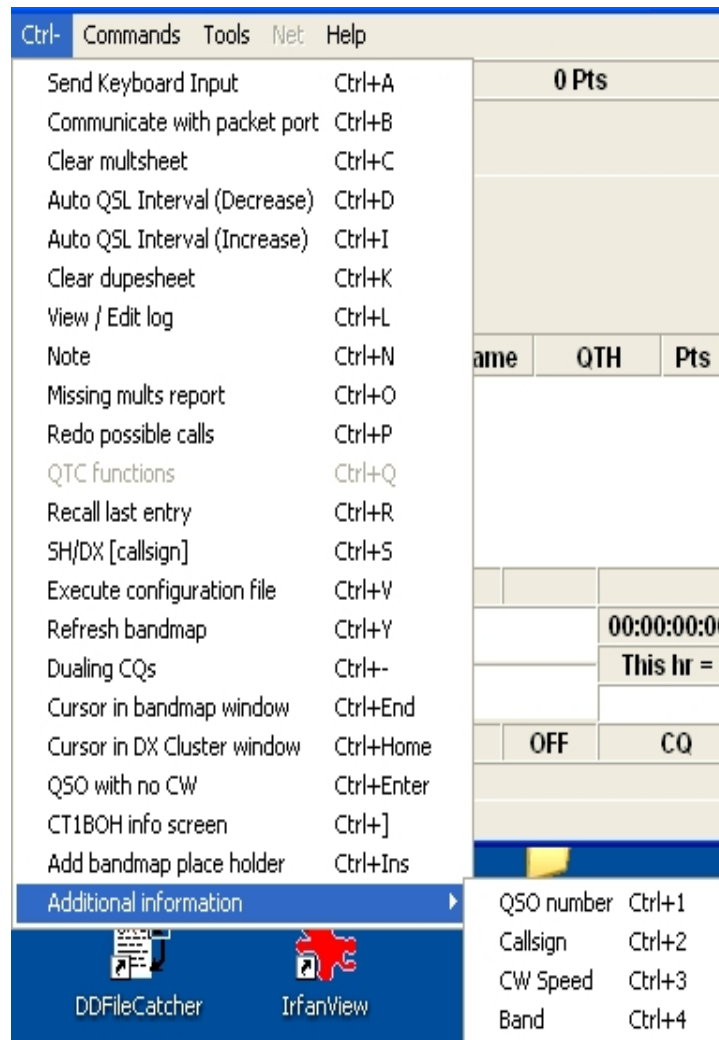 Ctrl- Commands Tools Net Help
0 Pts
Send Keyboard Input Ctrl+A
Communicate with packet port Ctrl+B
Clear multsheet Ctrl+C
Auto QSL Interval (Decrease) Ctrl+D
Auto QSL Interval (Increase) Ctrl+I
Clear dupesheet Ctrl+K
View / Edit log Ctrl+L
Note Ctrl+N
ame QTH Pts
Missing mults report Ctrl+O
Redo possible calls Ctrl+P
QTC functions Ctrl+Q
Recall last entry Ctrl+R
SH/DX [callsign] Ctrl+S
Execute configuration file Ctrl+V
Refresh bandmap Ctrl+Y
00:00:00:00
Dualing CQs Ctrl+-
This hr =
Cursor in bandmap window Ctrl+End
Cursor in DX Cluster window Ctrl+Home
OFF CQ
QSO with no CW Ctrl+Enter
CT1BOH info screen Ctrl+]
Add bandmap place holder Ctrl+Ins
Additional information
QSO number Ctrl+1
Callsign Ctrl+2
CW Speed Ctrl+3
Band Ctrl+4
DDFileCatcher IrfanView